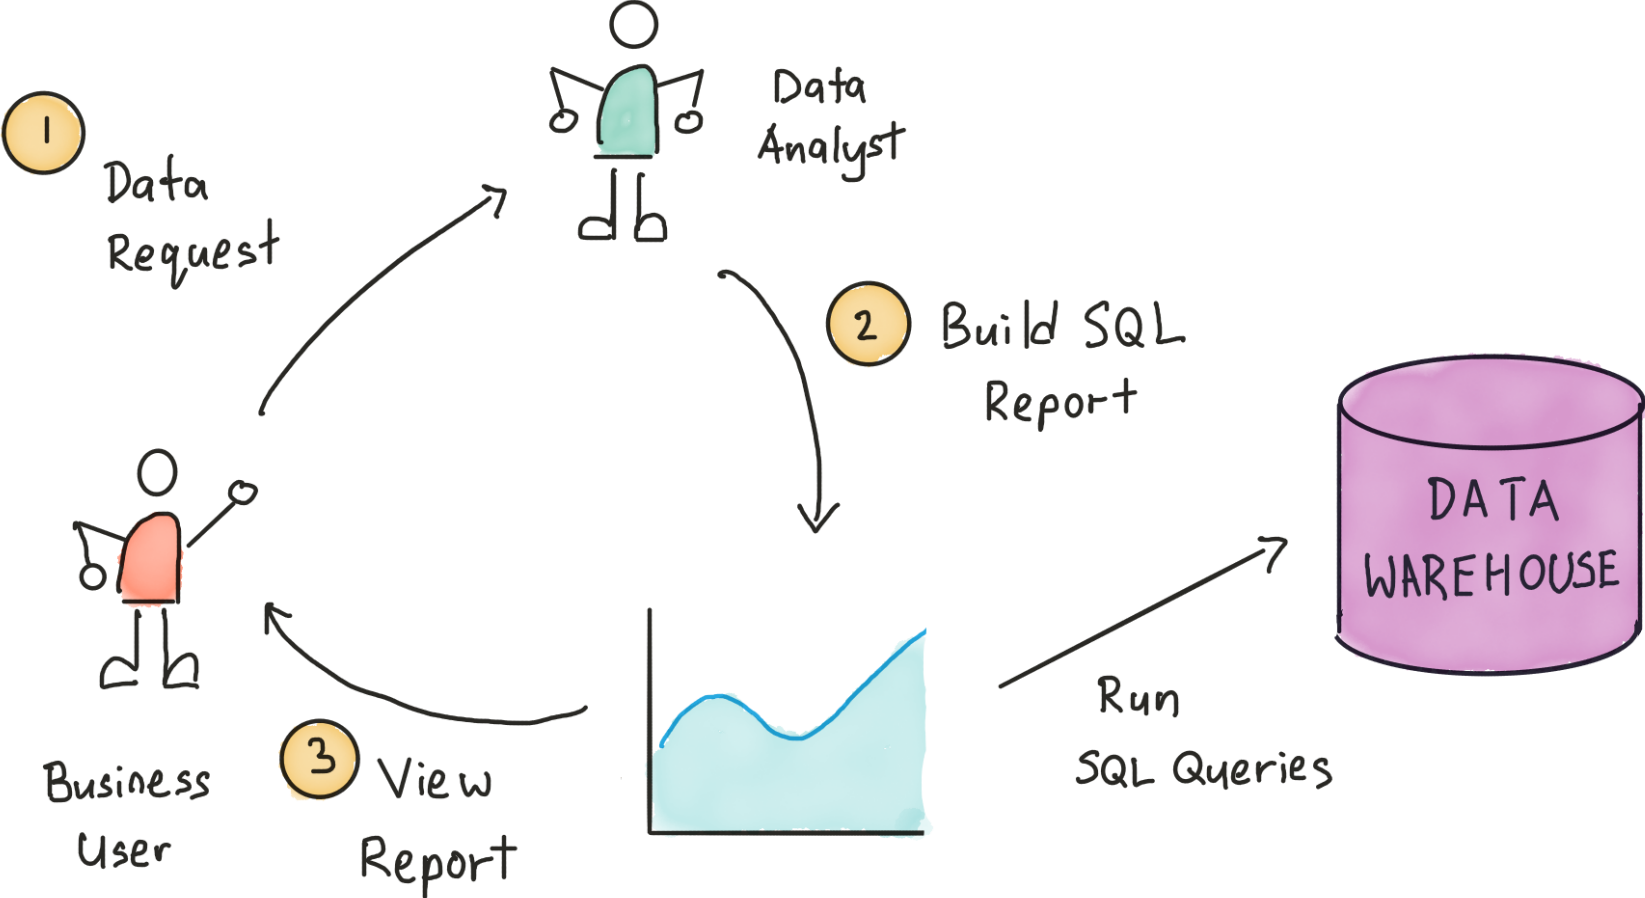 1
Data
Request
Data
Analyst
2
Build SQL
Report
DATA
WAREHOUSE
Run
SQL Queries
3
View
Report
Business
User